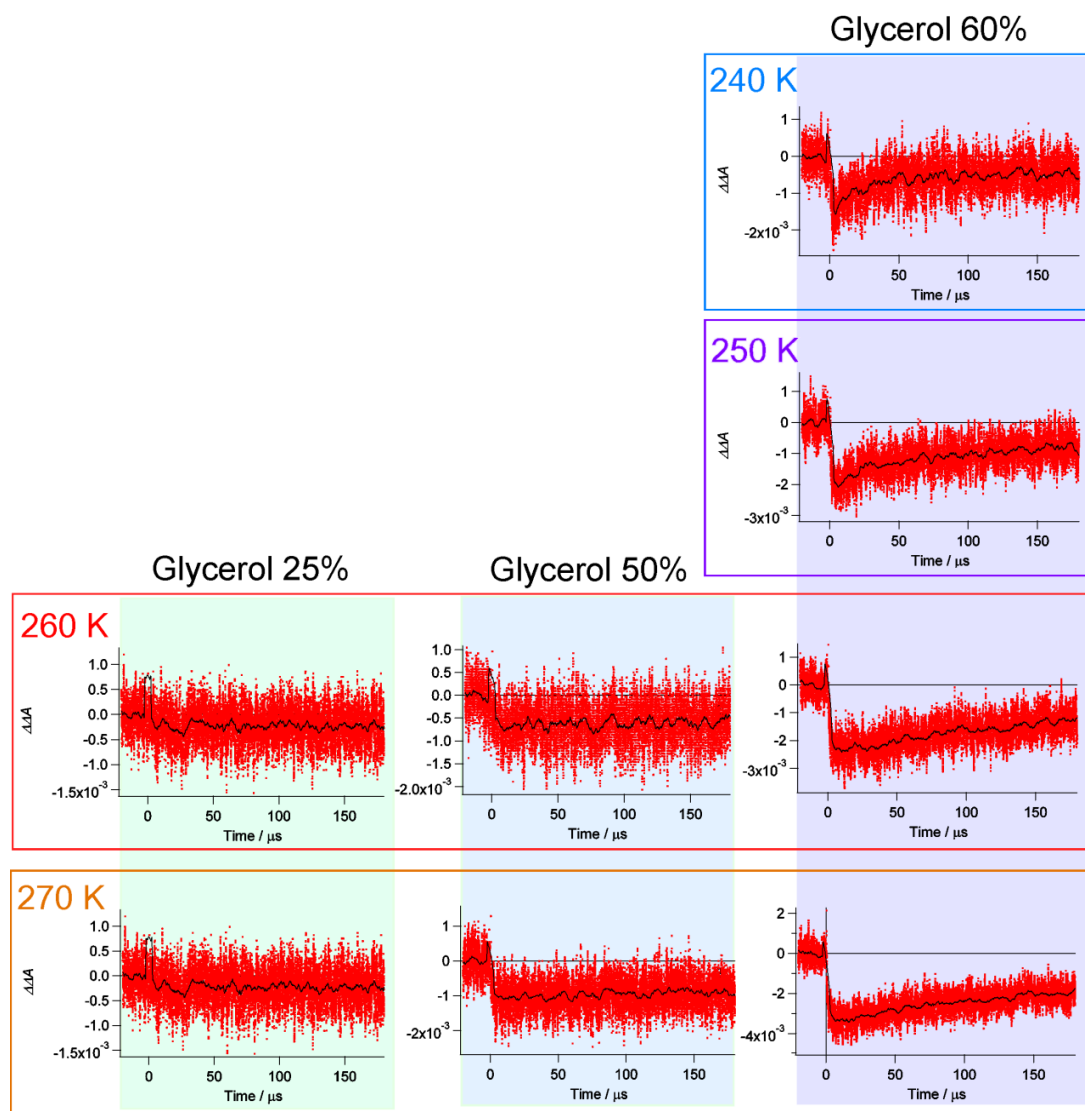 Glycerol 60%
240 K
1
0
-1
-2x10⁻³
ΔΔA
0 50 100 150
Time / μs
250 K
1
0
-1
-2
-3x10⁻³
ΔΔA
0 50 100 150
Time / μs
Glycerol 25% Glycerol 50%
260 K
1.0
0.5
0.0
-0.5
-1.0
-1.5x10⁻³
ΔΔA
0 50 100 150
Time / μs
1.0
0.5
0.0
-0.5
-1.0
-1.5
-2.0x10⁻³
0 50 100 150
Time / μs
1
0
-1
-2
-3x10⁻³
0 50 100 150
Time / μs
270 K
1.0
0.5
0.0
-0.5
-1.0
-1.5x10⁻³
ΔΔA
0 50 100 150
Time / μs
1
0
-1
-2x10⁻³
0 50 100 150
Time / μs
2
0
-2
-4x10⁻³
0 50 100 150
Time / μs